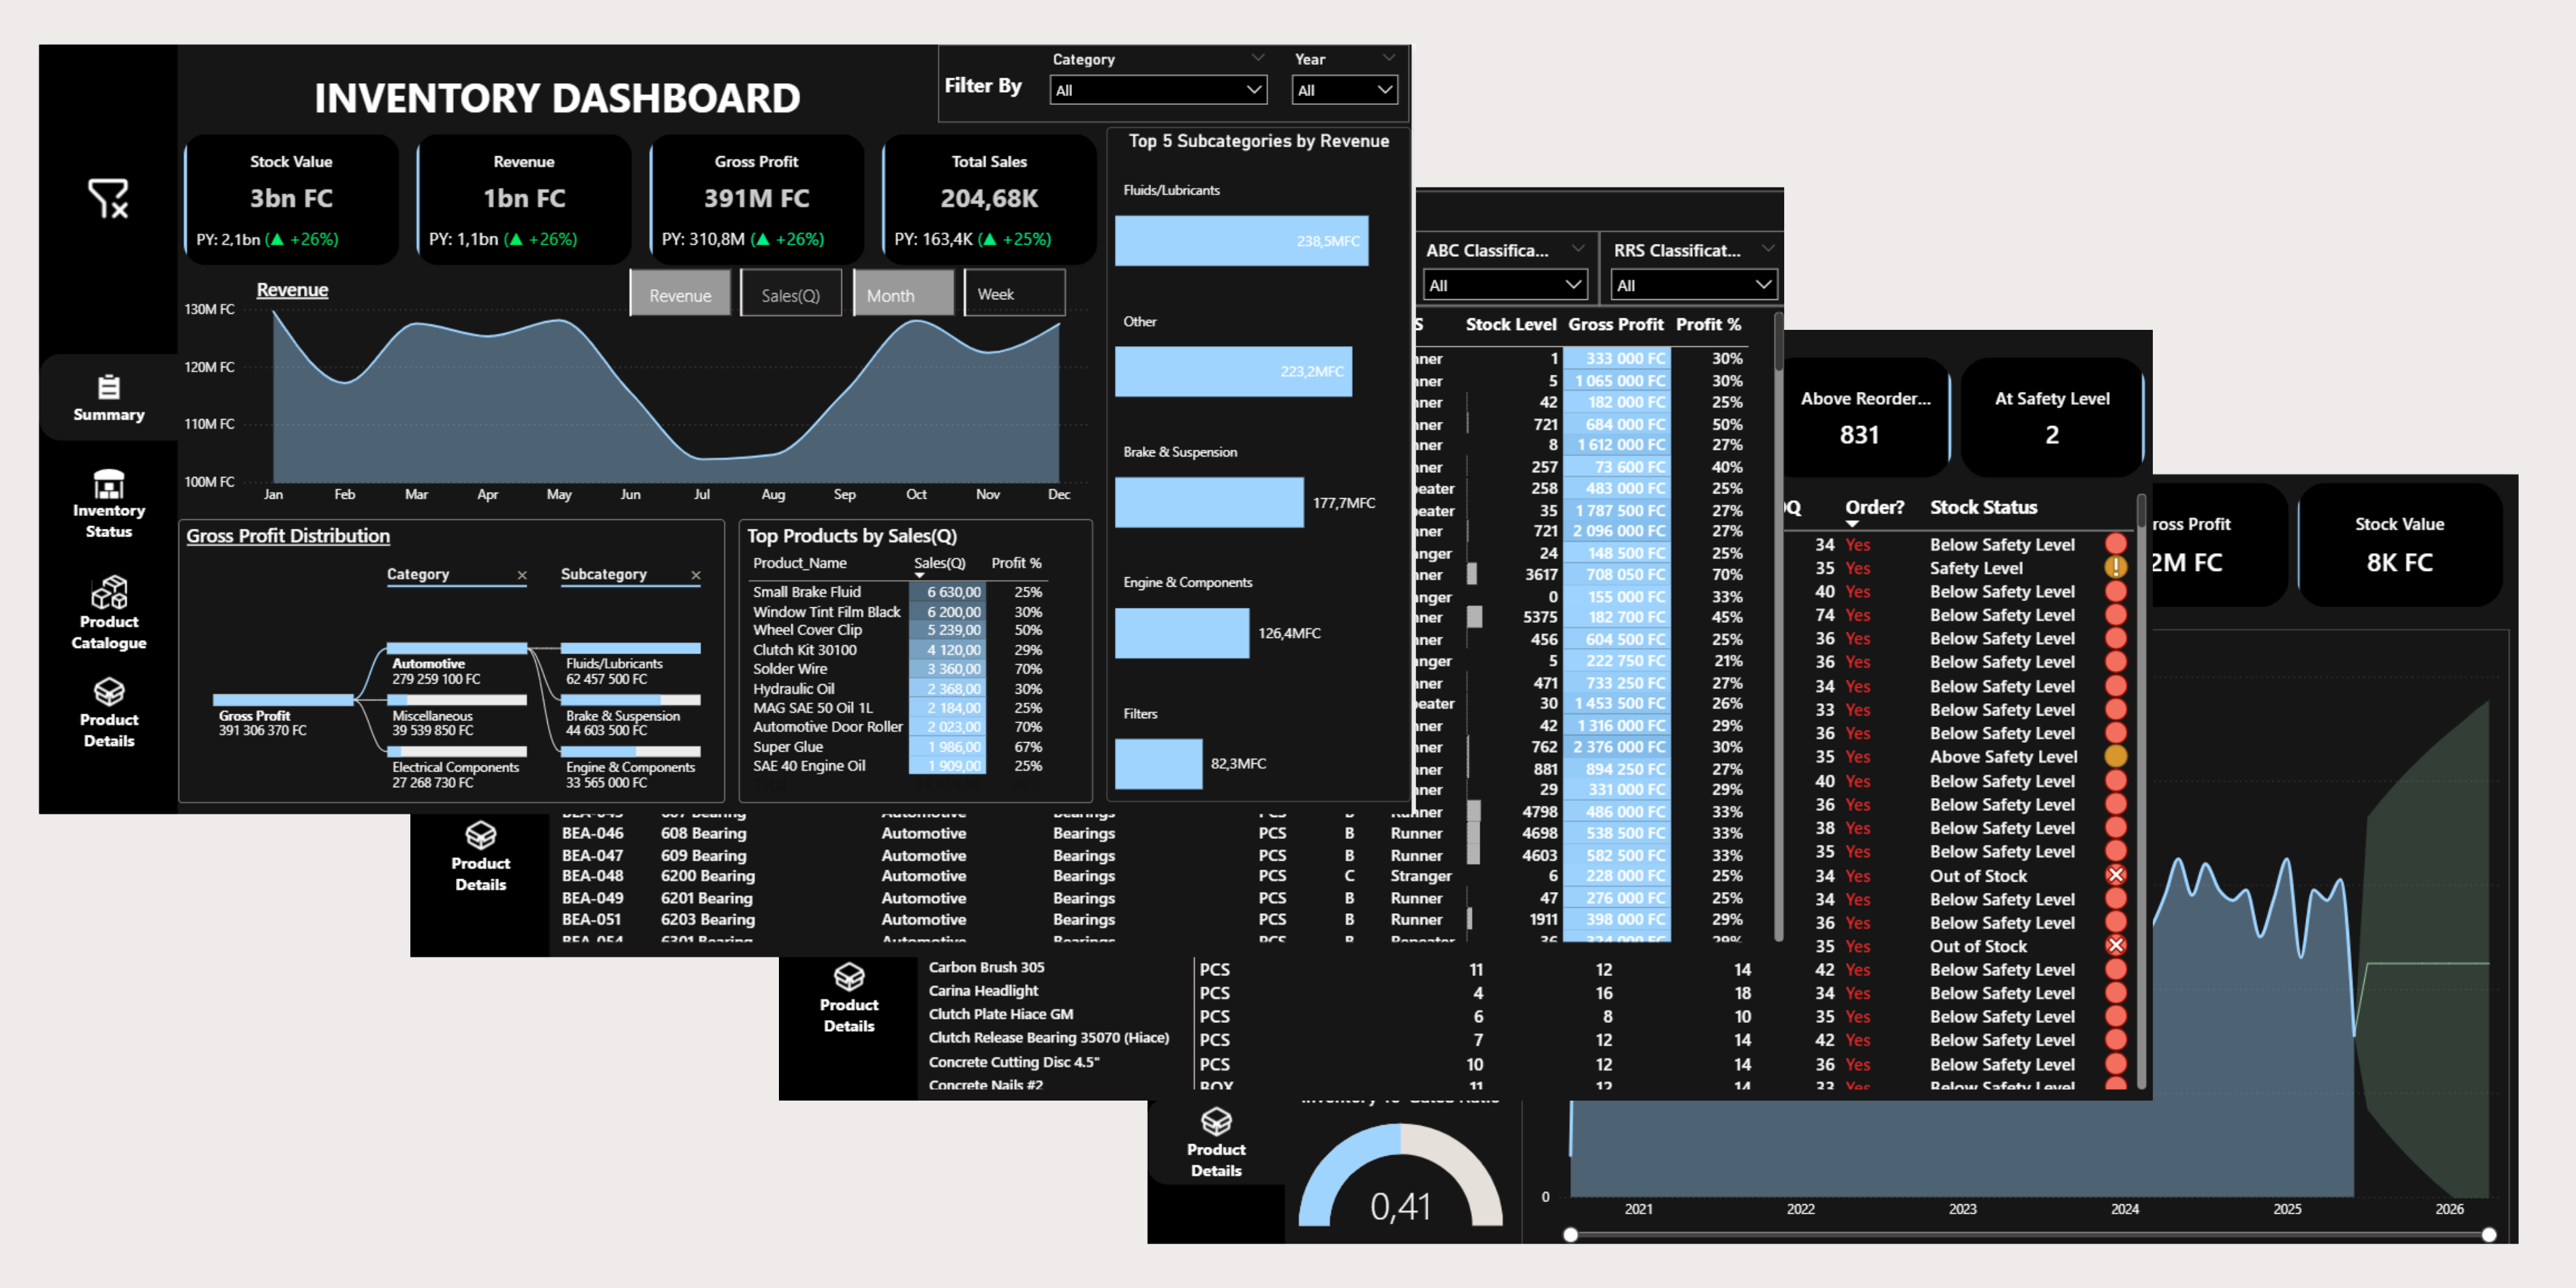 INVENTORY DASHBOARD
Filter By
Category
All
Year
All
Stock Value
3bn FC
PY: 2,1bn (▲ +26%)
Revenue
1bn FC
PY: 1,1bn (▲ +26%)
Gross Profit
391M FC
PY: 310,8M (▲ +26%)
Total Sales
204,68K
PY: 163,4K (▲ +25%)
Revenue
Revenue
Sales(Q)
Month
Week
130M FC
120M FC
110M FC
100M FC
Jan Feb Mar Apr May Jun Jul Aug Sep Oct Nov Dec
Summary
Inventory
Status
Product
Catalogue
Product
Details
Gross Profit Distribution
Category ×
Subcategory ×
Gross Profit
391 306 370 FC
Automotive
279 259 100 FC
Miscellaneous
39 539 850 FC
Electrical Components
27 268 730 FC
Fluids/Lubricants
62 457 500 FC
Brake & Suspension
44 603 500 FC
Engine & Components
33 565 000 FC
Top Products by Sales(Q)
Product_Name Sales(Q) Profit %
Small Brake Fluid 6 630,00 25%
Window Tint Film Black 6 200,00 30%
Wheel Cover Clip 5 239,00 50%
Clutch Kit 30100 4 120,00 29%
Solder Wire 3 360,00 70%
Hydraulic Oil 2 368,00 30%
MAG SAE 50 Oil 1L 2 184,00 25%
Automotive Door Roller 2 023,00 70%
Super Glue 1 986,00 67%
SAE 40 Engine Oil 1 909,00 25%
Top 5 Subcategories by Revenue
Fluids/Lubricants
238,5MFC
Other
223,2MFC
Brake & Suspension
177,7MFC
Engine & Components
126,4MFC
Filters
82,3MFC
ABC Classifica...
All
RRS Classificat...
All
S Stock Level Gross Profit Profit %
nner 1 333 000 FC 30%
nner 5 1 065 000 FC 30%
nner 42 182 000 FC 25%
nner 721 684 000 FC 50%
nner 8 1 612 000 FC 27%
nner 257 73 600 FC 40%
eater 258 483 000 FC 25%
eater 35 1 787 500 FC 27%
nner 721 2 096 000 FC 27%
nger 24 148 500 FC 25%
nner 3617 708 050 FC 70%
nger 0 155 000 FC 33%
nner 5375 182 700 FC 45%
nner 456 604 500 FC 25%
nger 5 222 750 FC 21%
nner 471 733 250 FC 27%
eater 30 1 453 500 FC 26%
nner 42 1 316 000 FC 29%
nner 762 2 376 000 FC 30%
nner 881 894 250 FC 27%
nner 29 331 000 FC 29%
nner 4798 486 000 FC 33%
BEA-046 608 Bearing Automotive Bearings PCS B Runner 4698 538 500 FC 33%
BEA-047 609 Bearing Automotive Bearings PCS B Runner 4603 582 500 FC 33%
BEA-048 6200 Bearing Automotive Bearings PCS C Stranger 6 228 000 FC 25%
BEA-049 6201 Bearing Automotive Bearings PCS B Runner 47 276 000 FC 25%
BEA-051 6203 Bearing Automotive Bearings PCS B Runner 1911 398 000 FC 29%
BEA-054 6301 Bearing Automotive Bearings PCS B Repeater 36 324 000 FC 29%
Product
Details
Above Reorder...
831
At Safety Level
2
Q Order? Stock Status
34 Yes Below Safety Level
35 Yes Safety Level
40 Yes Below Safety Level
74 Yes Below Safety Level
36 Yes Below Safety Level
36 Yes Below Safety Level
34 Yes Below Safety Level
33 Yes Below Safety Level
36 Yes Below Safety Level
35 Yes Above Safety Level
40 Yes Below Safety Level
36 Yes Below Safety Level
38 Yes Below Safety Level
35 Yes Below Safety Level
34 Yes Out of Stock
34 Yes Below Safety Level
36 Yes Below Safety Level
35 Yes Out of Stock
Carbon Brush 305 PCS 11 12 14 42 Yes Below Safety Level
Carina Headlight PCS 4 16 18 34 Yes Below Safety Level
Clutch Plate Hiace GM PCS 6 8 10 35 Yes Below Safety Level
Clutch Release Bearing 35070 (Hiace) PCS 7 12 14 42 Yes Below Safety Level
Concrete Cutting Disc 4.5" PCS 10 12 14 36 Yes Below Safety Level
Concrete Nails #2 BOX 11 12 14 33 Yes Below Safety Level
Product
Details
ross Profit
2M FC
Stock Value
8K FC
Product
Details
0,41
0
2021 2022 2023 2024 2025 2026